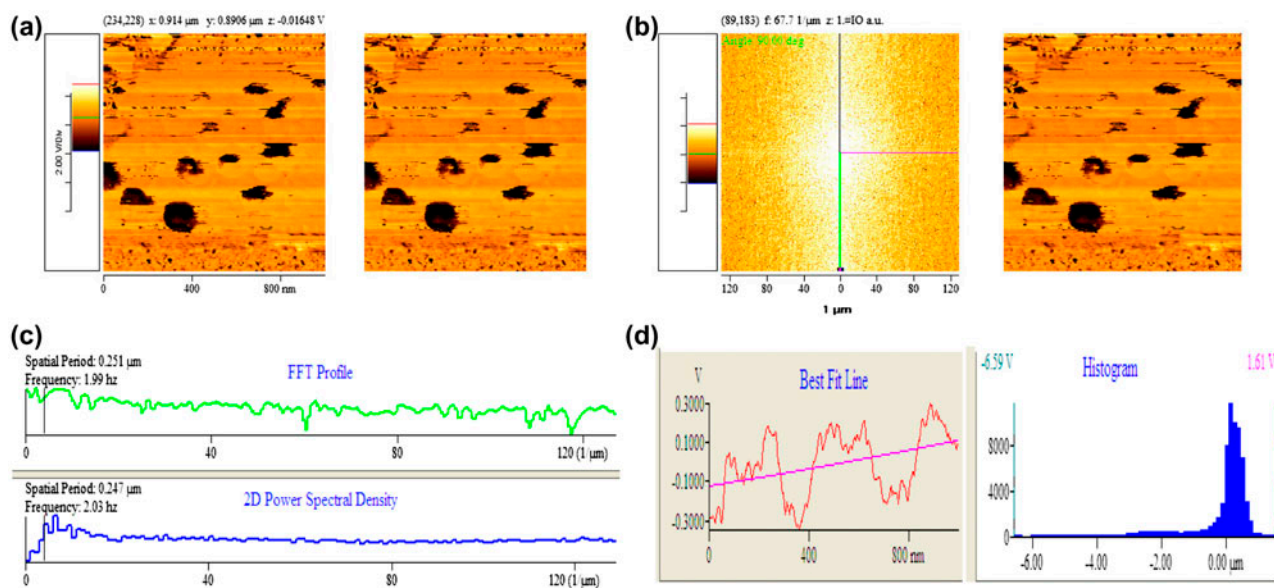 (a)
(234,228) x: 0.914 µm y: 0.8906 µm z: -0.01648 V
0 400 800 nm
(b)
(89,183) f: 67.7 1/µm z: 1.=IO a.u.
Angle 90.00 deg
120 80 40 0 40 80 120
1 µm
(c)
Spatial Period: 0.251 µm
Frequency: 1.99 hz
FFT Profile
0 40 80 120 (1/µm)
Spatial Period: 0.247 µm
Frequency: 2.03 hz
2D Power Spectral Density
0 40 80 120 (1/µm)
(d)
V
Best Fit Line
0.3000
0.1000
-0.1000
-0.3000
0 400 800 nm
-6.59 V
Histogram
1.61 V
8000
4000
0
-6.00 -2.00 0.00 µm